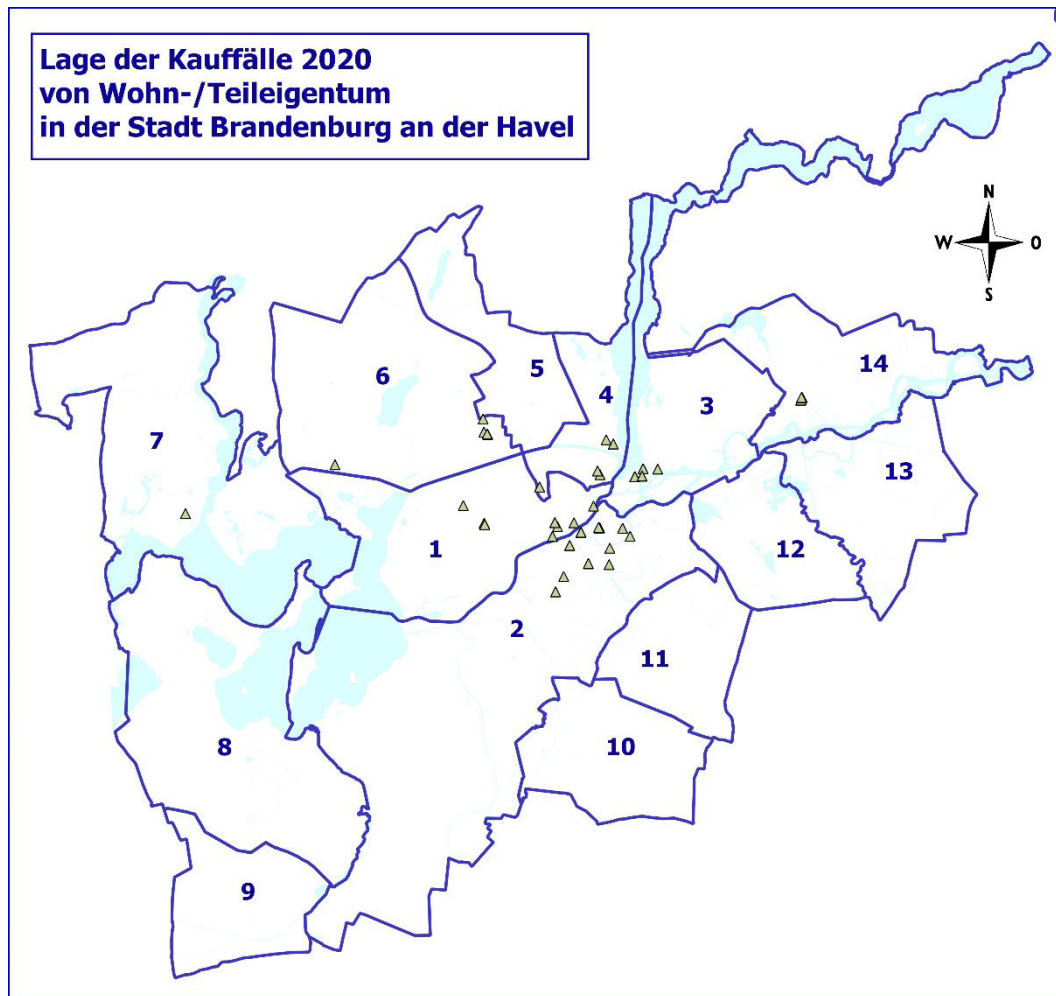 Lage der Kauffälle 2020
von Wohn-/Teileigentum
in der Stadt Brandenburg an der Havel
N
W O
S
14
6
5
4
3
7
13
1
12
2
11
10
8
9